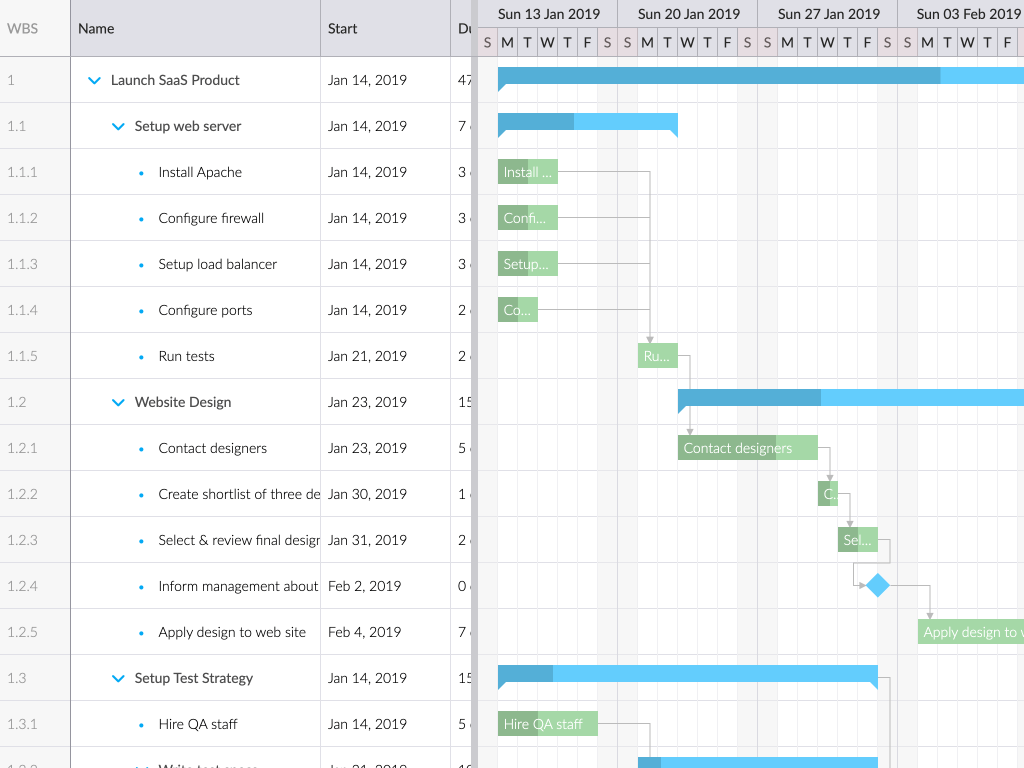 WBS Name Start Du Sun 13 Jan 2019 Sun 20 Jan 2019 Sun 27 Jan 2019 Sun 03 Feb 2019
S M T W T F S S M T W T F S S M T W T F S S M T W T F
1 Launch SaaS Product Jan 14, 2019 47
1.1 Setup web server Jan 14, 2019 7
1.1.1 Install Apache Jan 14, 2019 3 Install ...
1.1.2 Configure firewall Jan 14, 2019 3 Confi...
1.1.3 Setup load balancer Jan 14, 2019 3 Setup...
1.1.4 Configure ports Jan 14, 2019 2 Co...
1.1.5 Run tests Jan 21, 2019 2 Ru...
1.2 Website Design Jan 23, 2019 15
1.2.1 Contact designers Jan 23, 2019 5 Contact designers
1.2.2 Create shortlist of three de Jan 30, 2019 1 C...
1.2.3 Select & review final design Jan 31, 2019 2 Sel...
1.2.4 Inform management about Feb 2, 2019 0
1.2.5 Apply design to web site Feb 4, 2019 7 Apply design to
1.3 Setup Test Strategy Jan 14, 2019 15
1.3.1 Hire QA staff Jan 14, 2019 5 Hire QA staff